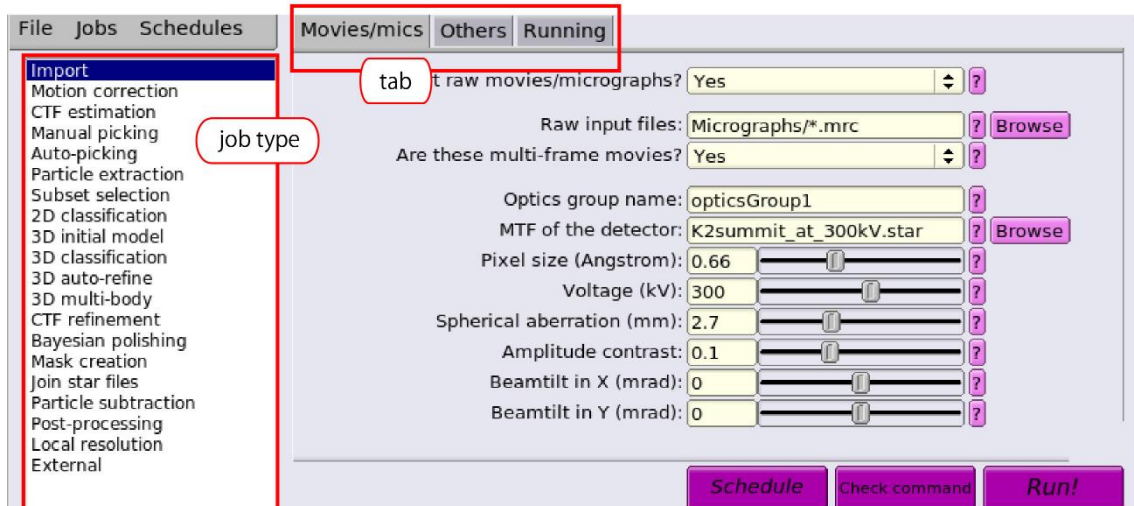 File Jobs Schedules
Movies/mics Others Running
tab
job type
Import
Motion correction
CTF estimation
Manual picking
Auto-picking
Particle extraction
Subset selection
2D classification
3D initial model
3D classification
3D auto-refine
3D multi-body
CTF refinement
Bayesian polishing
Mask creation
Join star files
Particle subtraction
Post-processing
Local resolution
External
t raw movies/micrographs? Yes ?
Raw input files: Micrographs/*.mrc ? Browse
Are these multi-frame movies? Yes ?
Optics group name: opticsGroup1 ?
MTF of the detector: K2summit_at_300kV.star ? Browse
Pixel size (Angstrom): 0.66 ?
Voltage (kV): 300 ?
Spherical aberration (mm): 2.7 ?
Amplitude contrast: 0.1 ?
Beamtilt in X (mrad): 0 ?
Beamtilt in Y (mrad): 0 ?
Schedule Check command Run!